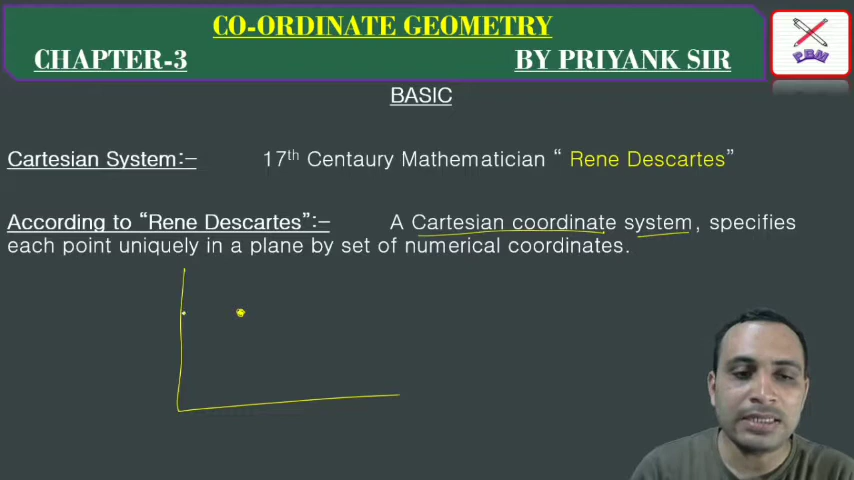 CO-ORDINATE GEOMETRY
CHAPTER-3 BY PRIYANK SIR
PBM
BASIC
Cartesian System:- 17th Centaury Mathematician “ Rene Descartes”
According to “Rene Descartes”:- A Cartesian coordinate system, specifies
each point uniquely in a plane by set of numerical coordinates.